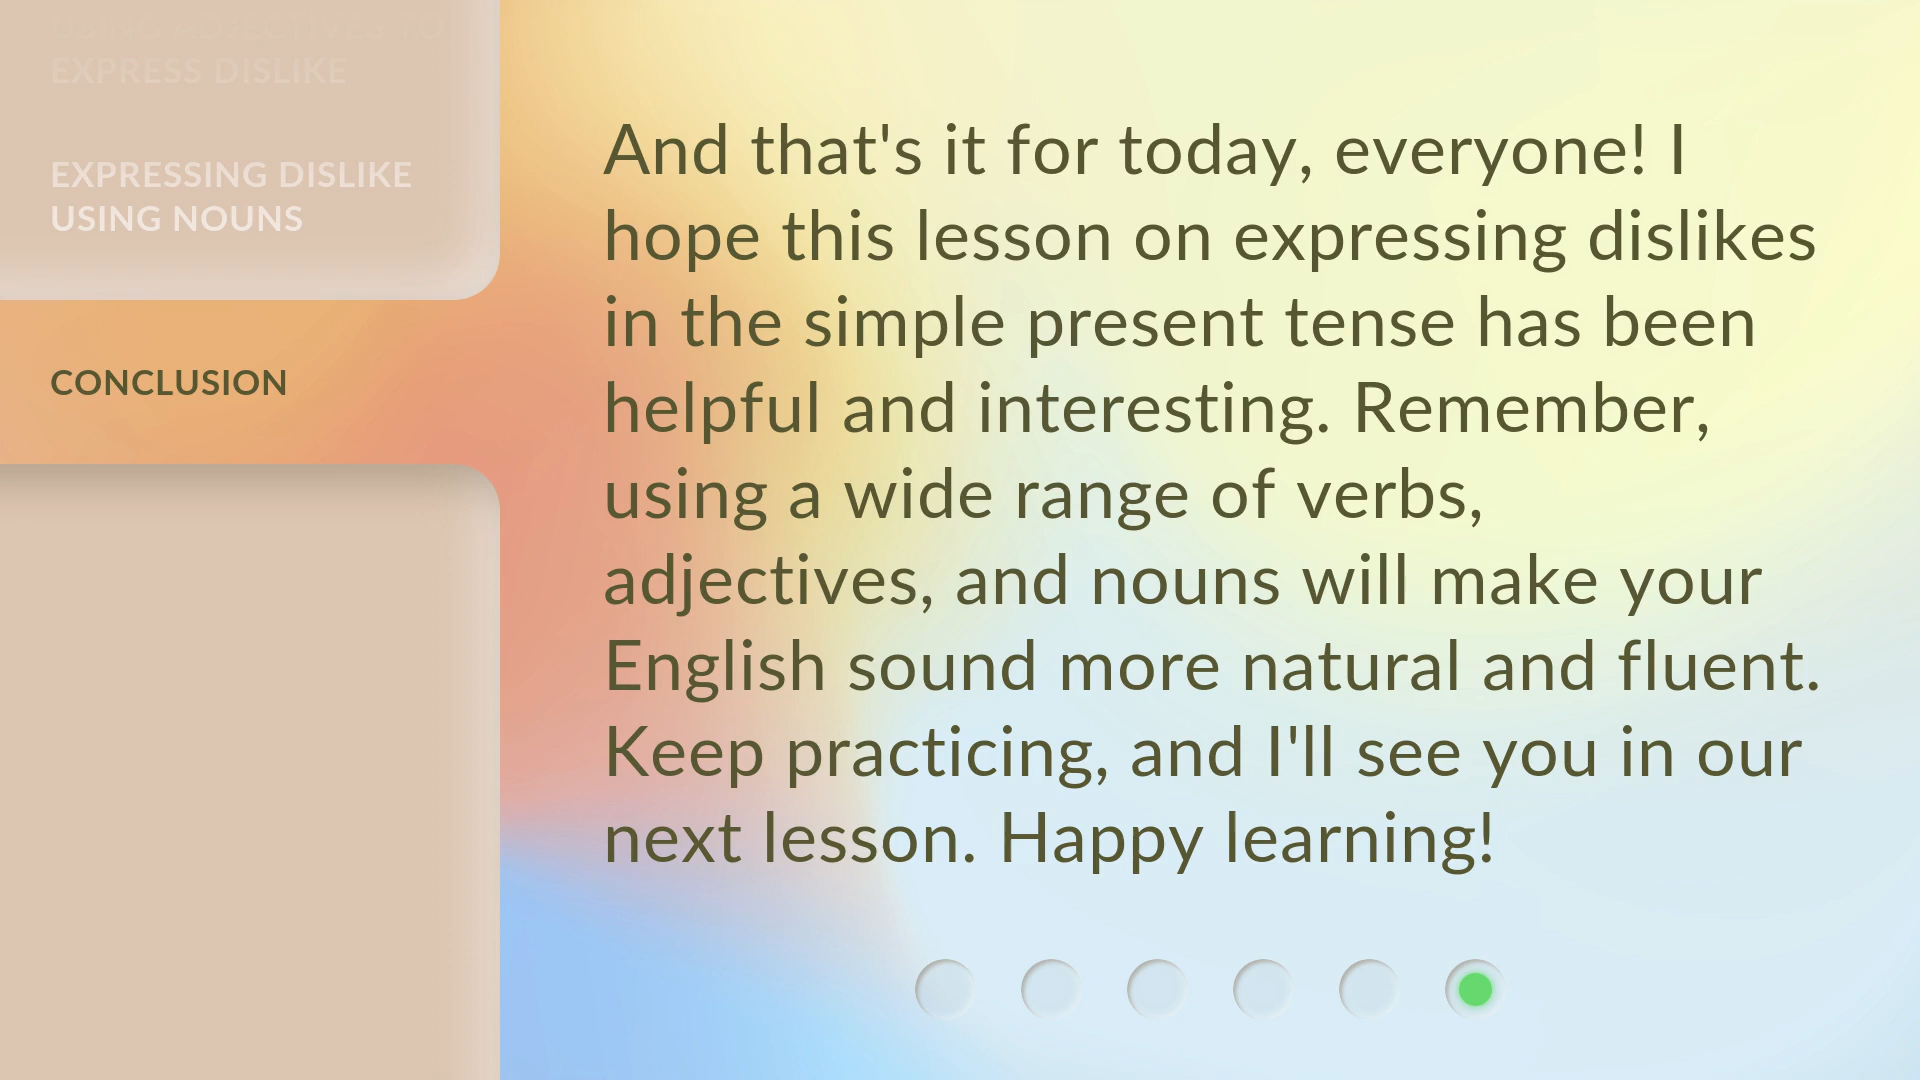 USING ADJECTIVES TO
EXPRESS DISLIKE
EXPRESSING DISLIKE
USING NOUNS
CONCLUSION
And that's it for today, everyone! I
hope this lesson on expressing dislikes
in the simple present tense has been
helpful and interesting. Remember,
using a wide range of verbs,
adjectives, and nouns will make your
English sound more natural and fluent.
Keep practicing, and I'll see you in our
next lesson. Happy learning!